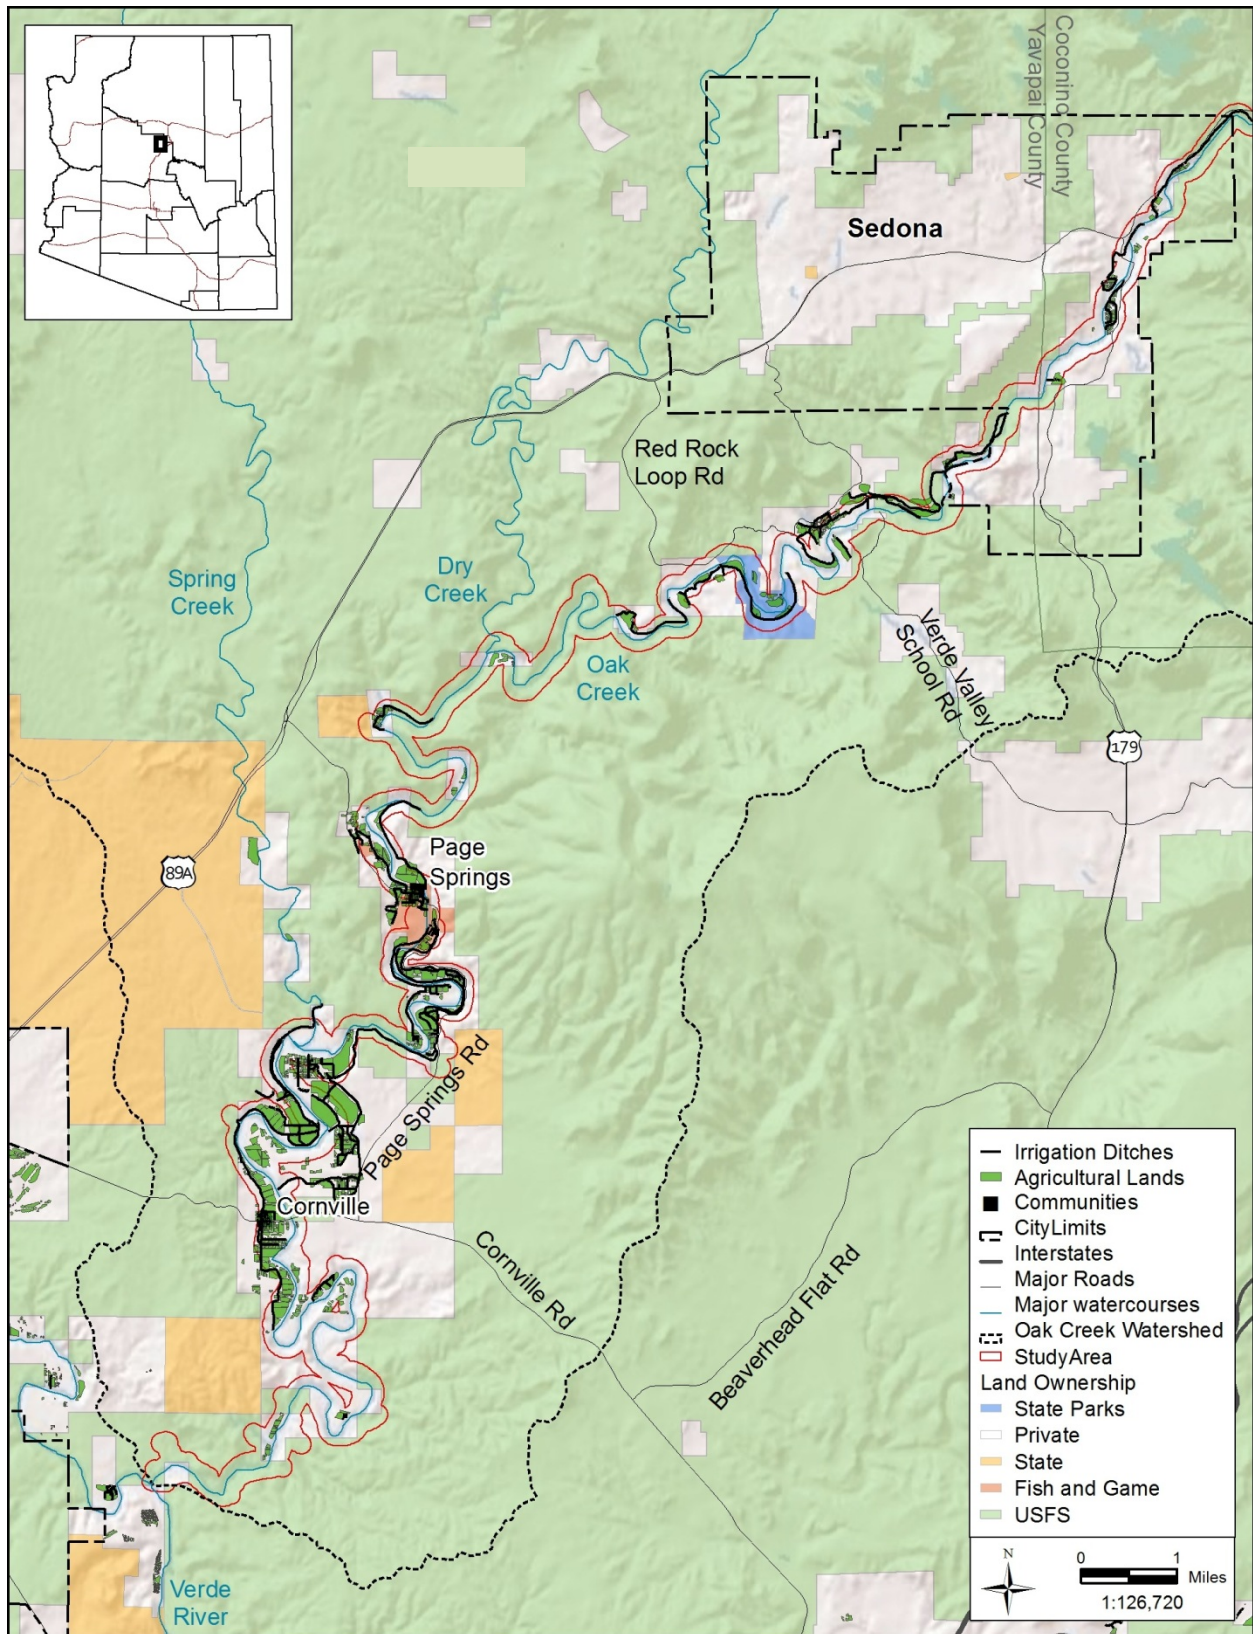 Coconino County
Yavapai County
Sedona
Red Rock
Loop Rd
Spring
Creek
Dry
Creek
Oak
Creek
Verde Valley
School Rd
179
Page
Springs
89A
Page Springs Rd
Cornville
Cornville Rd
Beaverhead Flat Rd
Verde
River
Irrigation Ditches
Agricultural Lands
Communities
CityLimits
Interstates
Major Roads
Major watercourses
Oak Creek Watershed
StudyArea
Land Ownership
State Parks
Private
State
Fish and Game
USFS
N
0 1
Miles
1:126,720